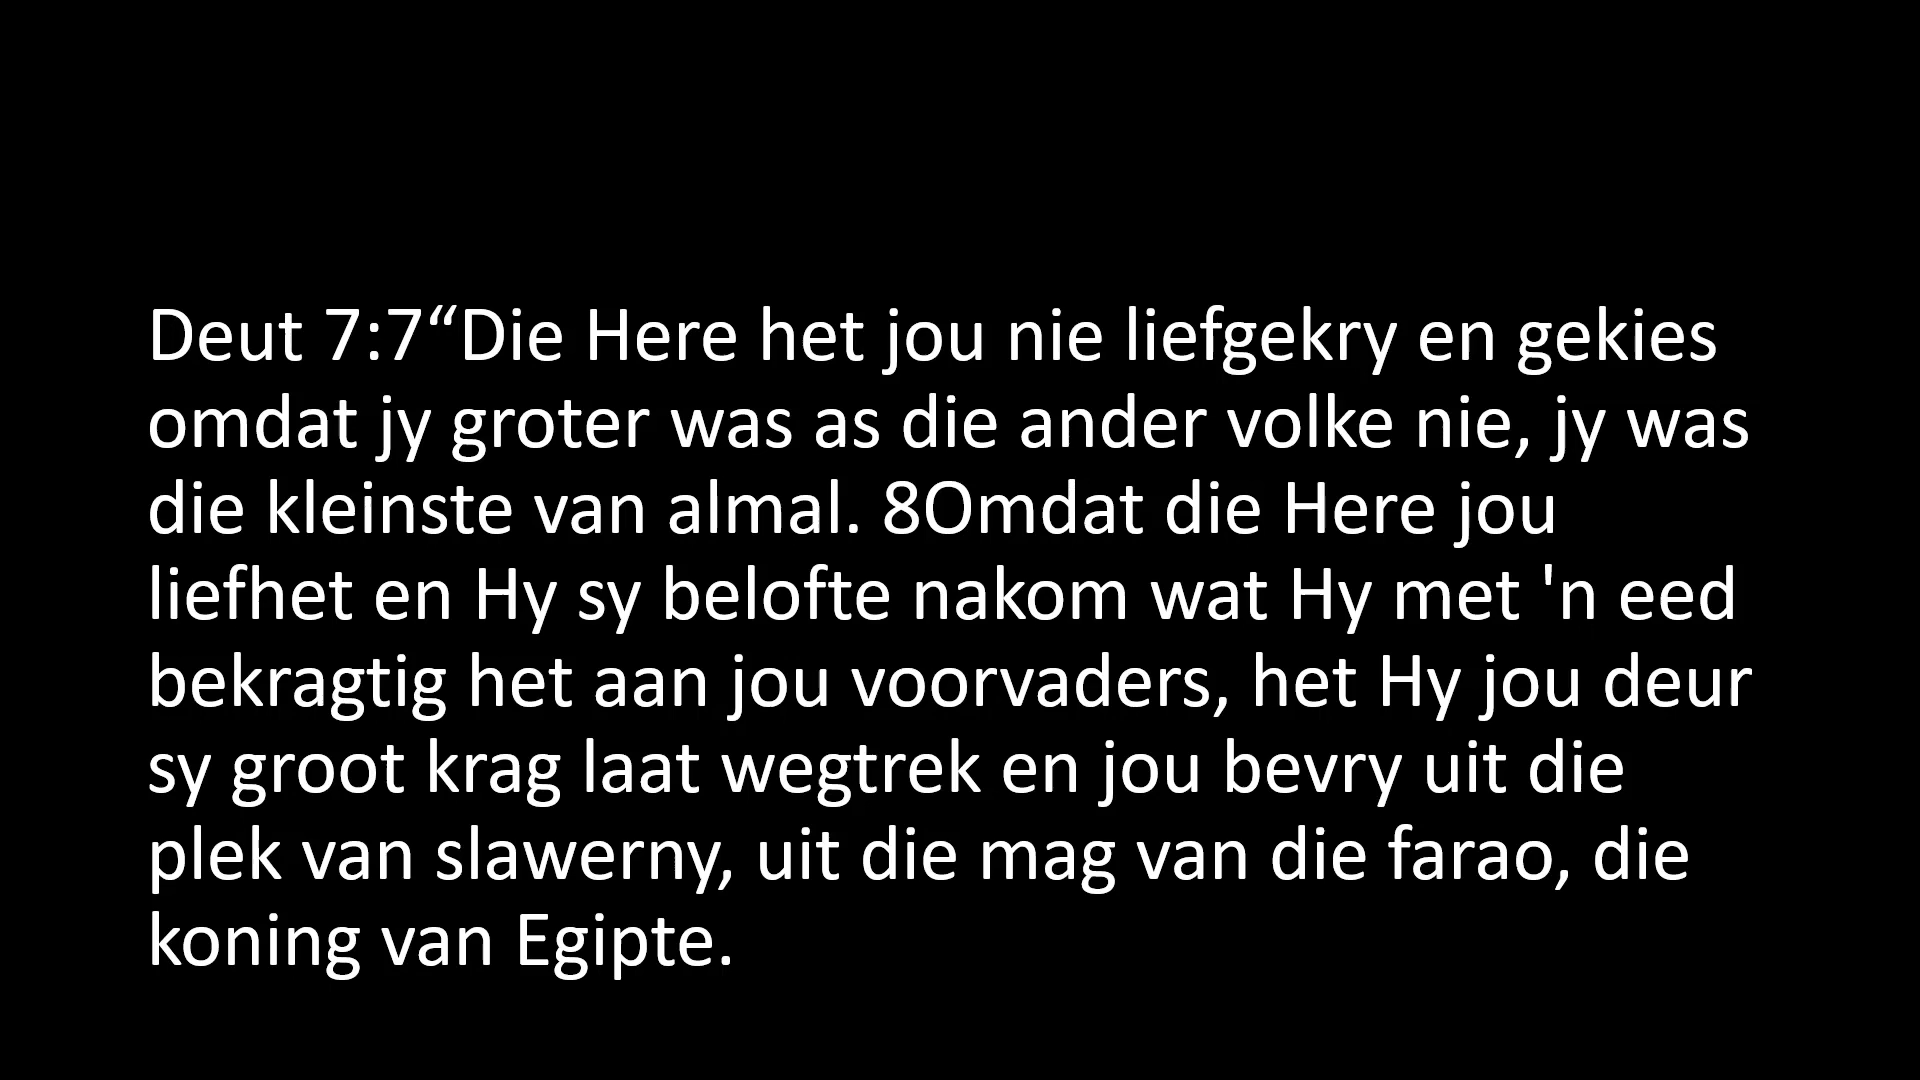 Deut 7:7“Die Here het jou nie liefgekry en gekies
omdat jy groter was as die ander volke nie, jy was
die kleinste van almal. 8Omdat die Here jou
liefhet en Hy sy belofte nakom wat Hy met 'n eed
bekragtig het aan jou voorvaders, het Hy jou deur
sy groot krag laat wegtrek en jou bevry uit die
plek van slawerny, uit die mag van die farao, die
koning van Egipte.